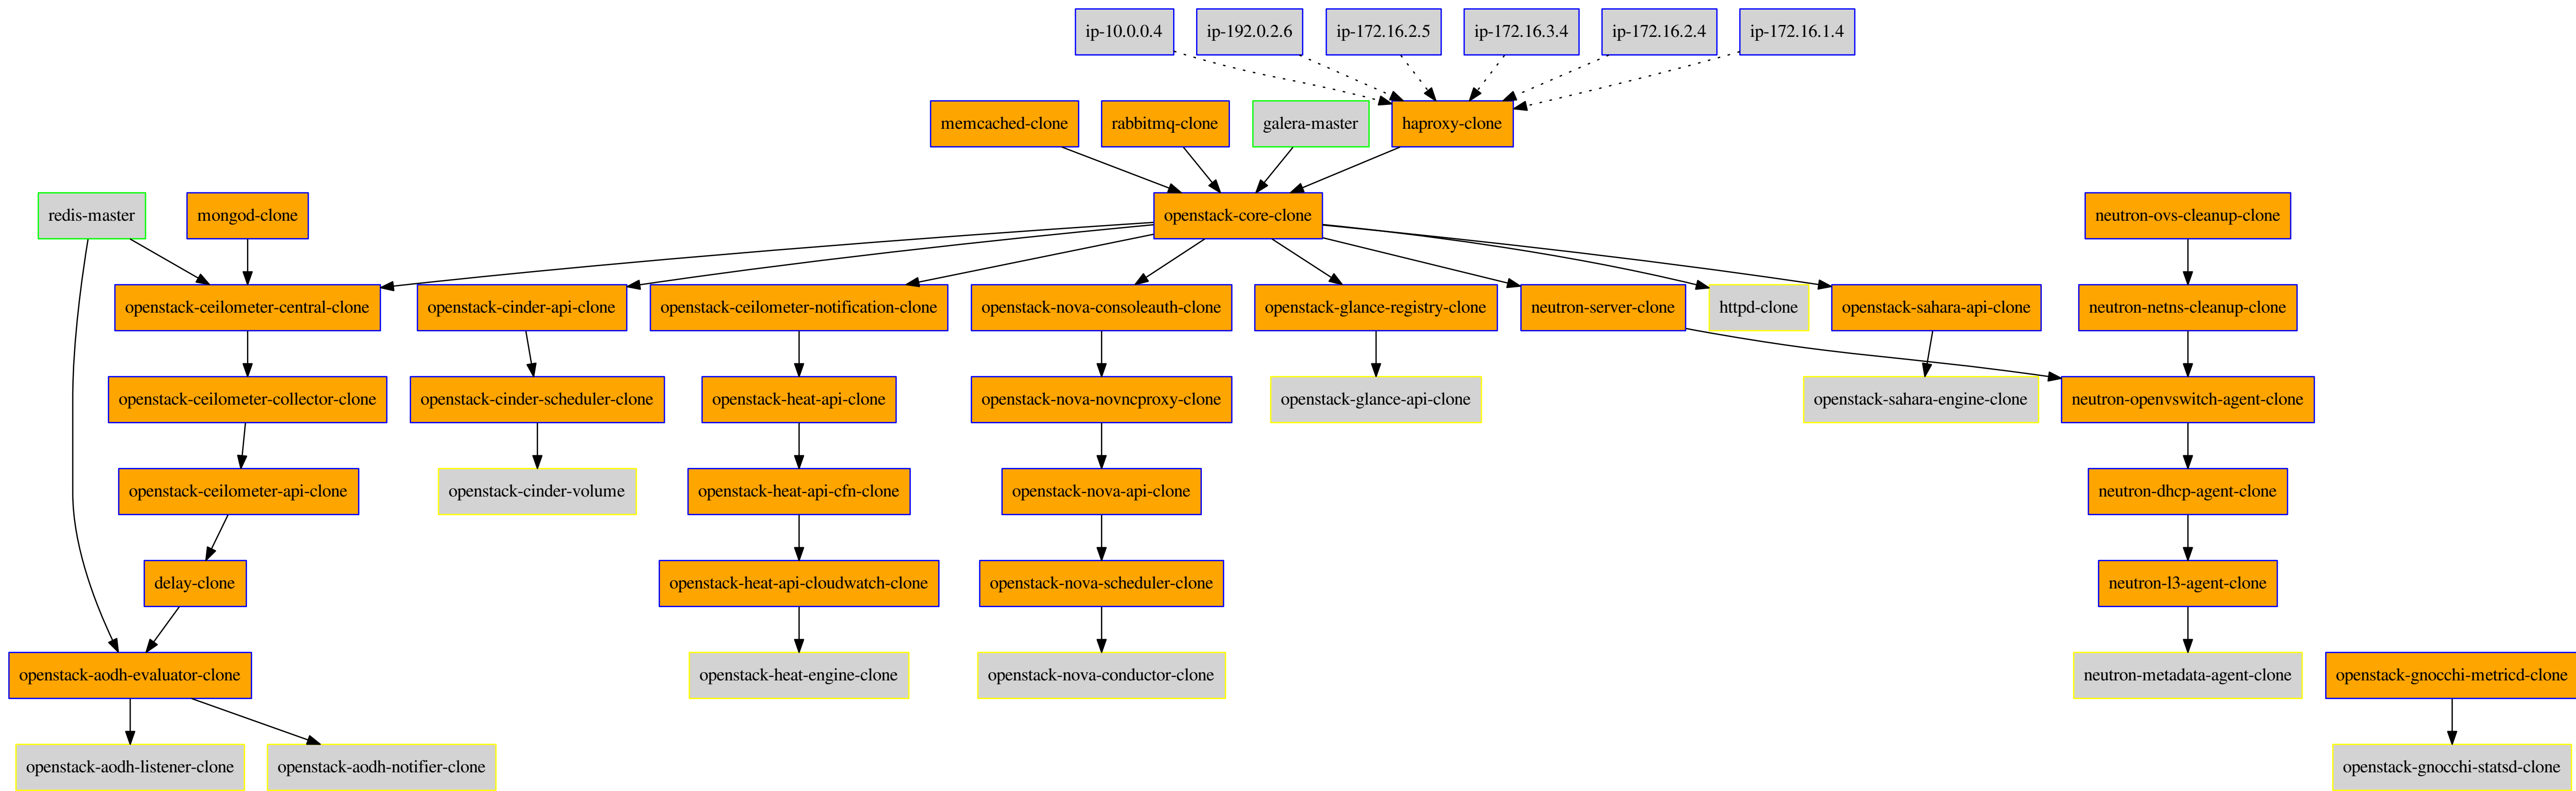 ip-10.0.0.4
ip-192.0.2.6
ip-172.16.2.5
ip-172.16.3.4
ip-172.16.2.4
ip-172.16.1.4
memcached-clone
rabbitmq-clone
galera-master
haproxy-clone
redis-master
mongod-clone
openstack-core-clone
neutron-ovs-cleanup-clone
openstack-ceilometer-central-clone
openstack-cinder-api-clone
openstack-ceilometer-notification-clone
openstack-nova-consoleauth-clone
openstack-glance-registry-clone
neutron-server-clone
httpd-clone
openstack-sahara-api-clone
neutron-netns-cleanup-clone
openstack-ceilometer-collector-clone
openstack-cinder-scheduler-clone
openstack-heat-api-clone
openstack-nova-novncproxy-clone
openstack-glance-api-clone
openstack-sahara-engine-clone
neutron-openvswitch-agent-clone
openstack-ceilometer-api-clone
openstack-cinder-volume
openstack-heat-api-cfn-clone
openstack-nova-api-clone
neutron-dhcp-agent-clone
delay-clone
openstack-heat-api-cloudwatch-clone
openstack-nova-scheduler-clone
neutron-l3-agent-clone
openstack-aodh-evaluator-clone
openstack-heat-engine-clone
openstack-nova-conductor-clone
neutron-metadata-agent-clone
openstack-gnocchi-metricd-clone
openstack-aodh-listener-clone
openstack-aodh-notifier-clone
openstack-gnocchi-statsd-clone